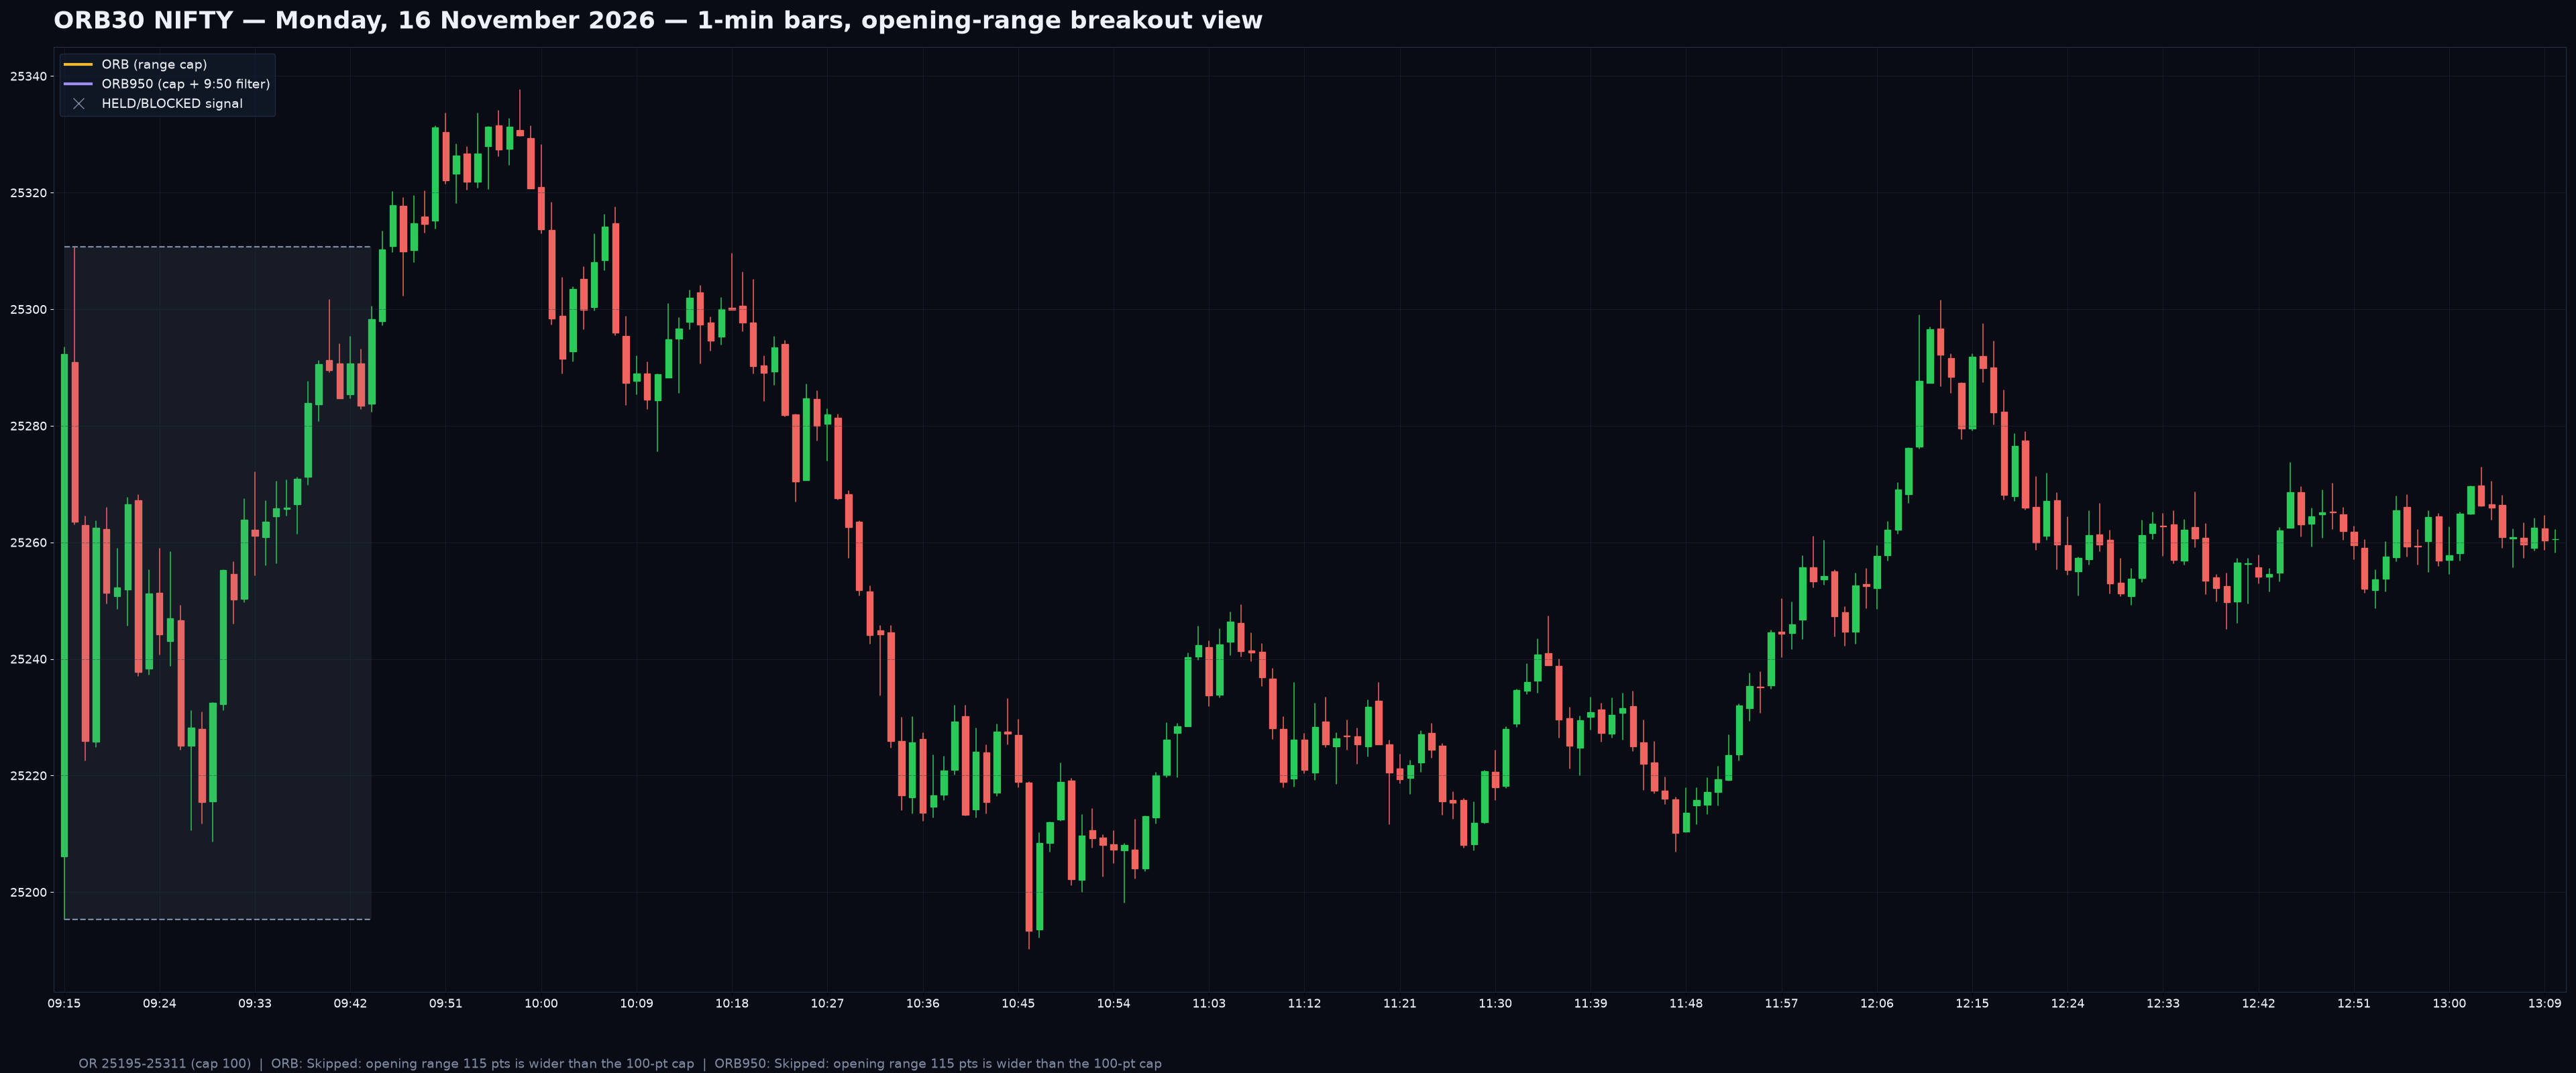 ORB30 NIFTY — Monday, 16 November 2026 — 1-min bars, opening-range breakout view
ORB (range cap)
ORB950 (cap + 9:50 filter)
HELD/BLOCKED signal
25340
25320
25300
25280
25260
25240
25220
25200
09:15 09:24 09:33 09:42 09:51 10:00 10:09 10:18 10:27 10:36 10:45 10:54 11:03 11:12 11:21 11:30 11:39 11:48 11:57 12:06 12:15 12:24 12:33 12:42 12:51 13:00 13:09
OR 25195-25311 (cap 100) | ORB: Skipped: opening range 115 pts is wider than the 100-pt cap | ORB950: Skipped: opening range 115 pts is wider than the 100-pt cap